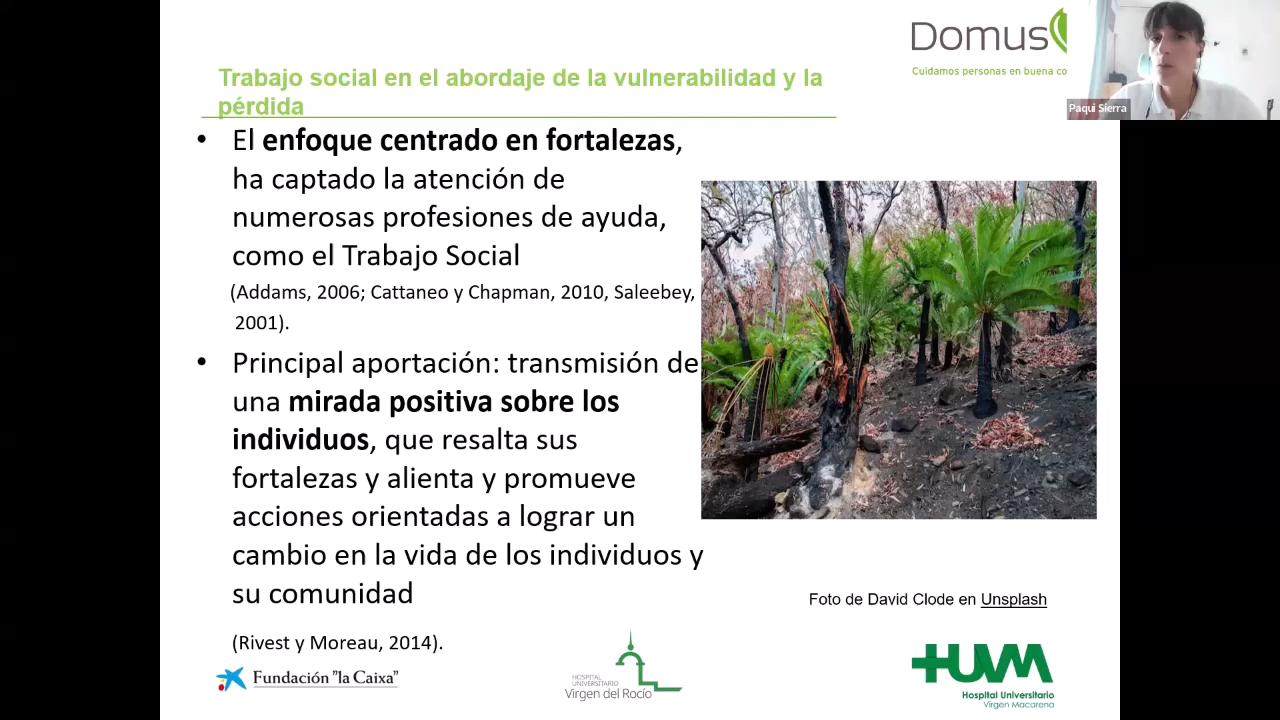 Domus
Cuidamos personas en buena co
Paqui Sierra
Trabajo social en el abordaje de la vulnerabilidad y la
pérdida
• El enfoque centrado en fortalezas,
ha captado la atención de
numerosas profesiones de ayuda,
como el Trabajo Social
(Addams, 2006; Cattaneo y Chapman, 2010, Saleebey,
2001).
• Principal aportación: transmisión de
una mirada positiva sobre los
individuos, que resalta sus
fortalezas y alienta y promueve
acciones orientadas a lograr un
cambio en la vida de los individuos y
su comunidad
(Rivest y Moreau, 2014).
Foto de David Clode en Unsplash
Fundación "la Caixa"
HOSPITAL
UNIVERSITARIO
Virgen del Rocío
HUVM
Hospital Universitario
Virgen Macarena